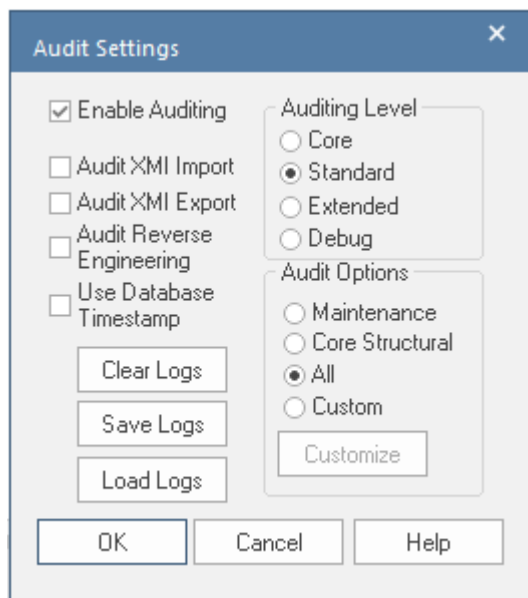 Audit Settings
Enable Auditing
Audit XMI Import
Audit XMI Export
Audit Reverse
Engineering
Use Database
Timestamp
Clear Logs
Save Logs
Load Logs
Auditing Level
Core
Standard
Extended
Debug
Audit Options
Maintenance
Core Structural
All
Custom
Customize
OK
Cancel
Help